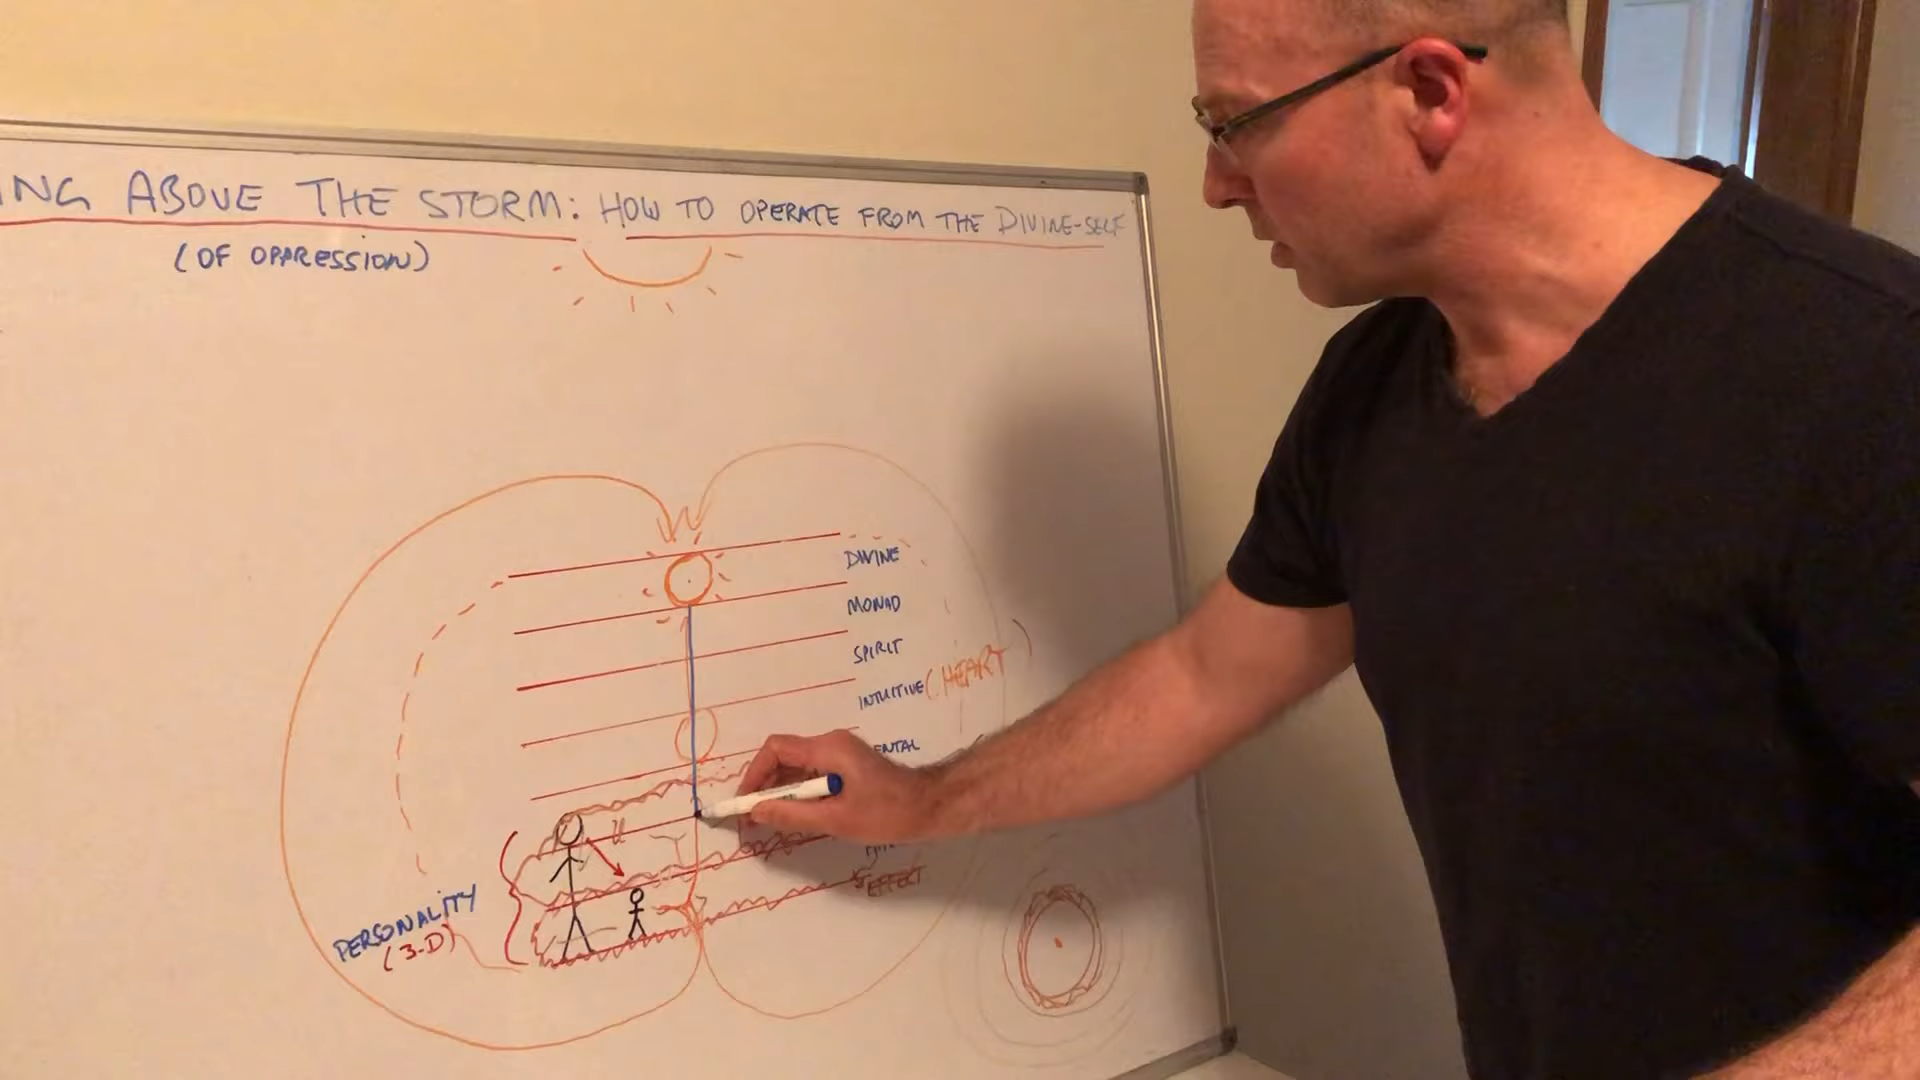 ING ABOVE THE STORM: HOW TO OPERATE FROM THE DIVINE-SELF
(OF OPPRESSION)
DIVINE
MONAD
SPIRIT
INTUITIVE (HEART)
ENTAL
EFFECT
PERSONALITY
(3-D)